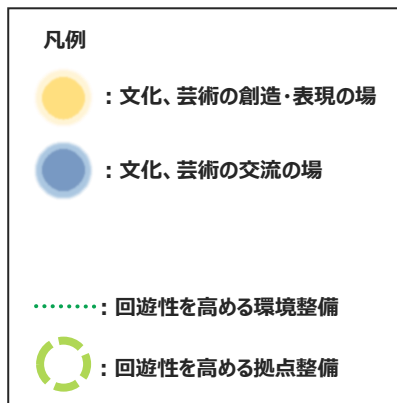 凡例
：文化、芸術の創造・表現の場
：文化、芸術の交流の場
：回遊性を高める環境整備
：回遊性を高める拠点整備